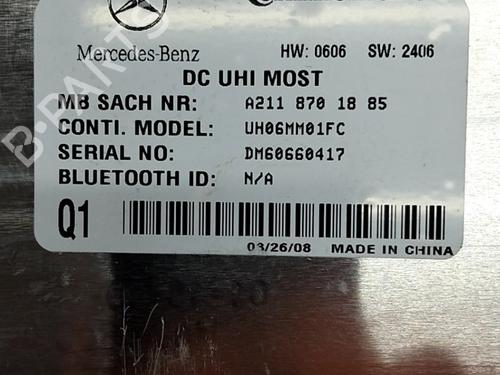 Mercedes-Benz HW: 0606 SW: 2406
DC UHI MOST
MB SACH NR: A211 870 18 85
CONTI. MODEL: UH06MM01FC
SERIAL NO: DM60660417
BLUETOOTH ID: N/A
Q1
03/26/08 MADE IN CHINA
B-PARTS